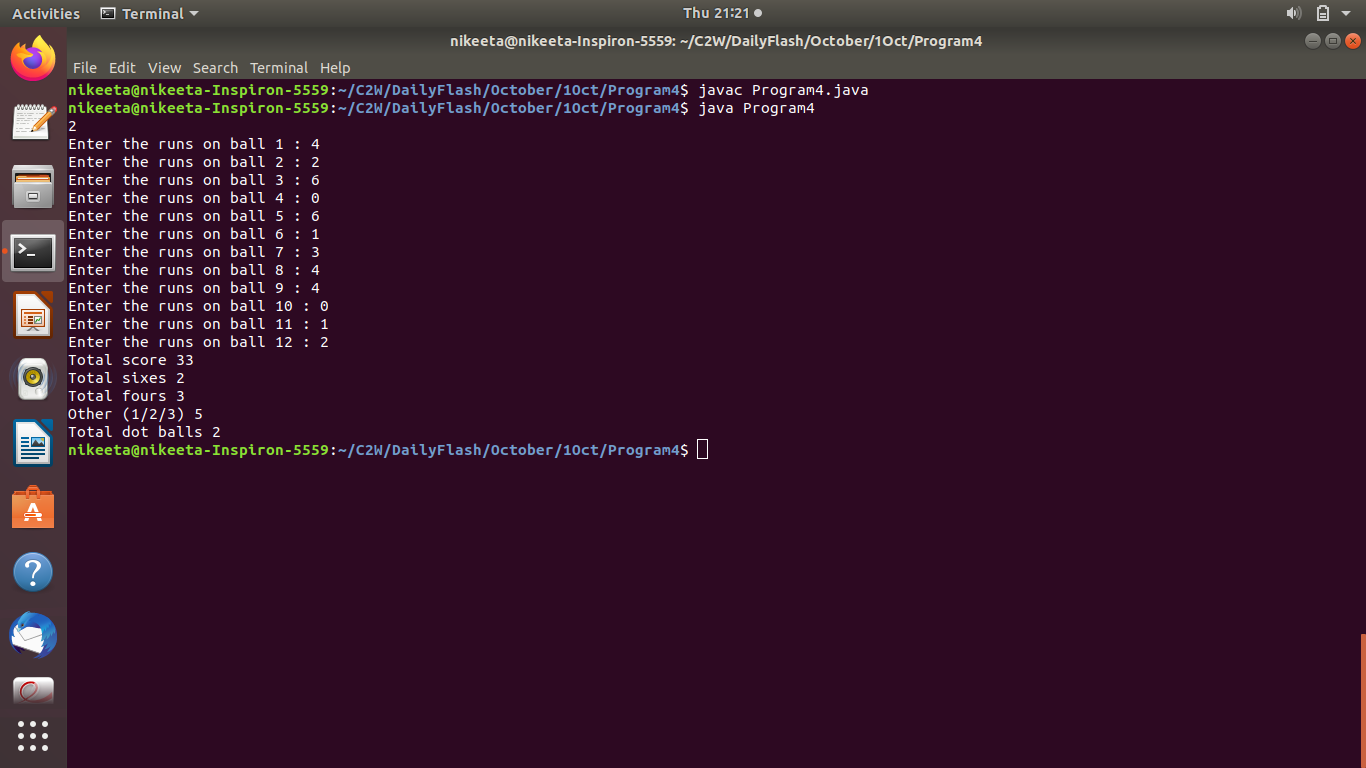 Activities Terminal Thu 21:21
nikeeta@nikeeta-Inspiron-5559: ~/C2W/DailyFlash/October/1Oct/Program4
File Edit View Search Terminal Help
nikeeta@nikeeta-Inspiron-5559:~/C2W/DailyFlash/October/1Oct/Program4$ javac Program4.java
nikeeta@nikeeta-Inspiron-5559:~/C2W/DailyFlash/October/1Oct/Program4$ java Program4
2
Enter the runs on ball 1 : 4
Enter the runs on ball 2 : 2
Enter the runs on ball 3 : 6
Enter the runs on ball 4 : 0
Enter the runs on ball 5 : 6
Enter the runs on ball 6 : 1
Enter the runs on ball 7 : 3
Enter the runs on ball 8 : 4
Enter the runs on ball 9 : 4
Enter the runs on ball 10 : 0
Enter the runs on ball 11 : 1
Enter the runs on ball 12 : 2
Total score 33
Total sixes 2
Total fours 3
Other (1/2/3) 5
Total dot balls 2
nikeeta@nikeeta-Inspiron-5559:~/C2W/DailyFlash/October/1Oct/Program4$